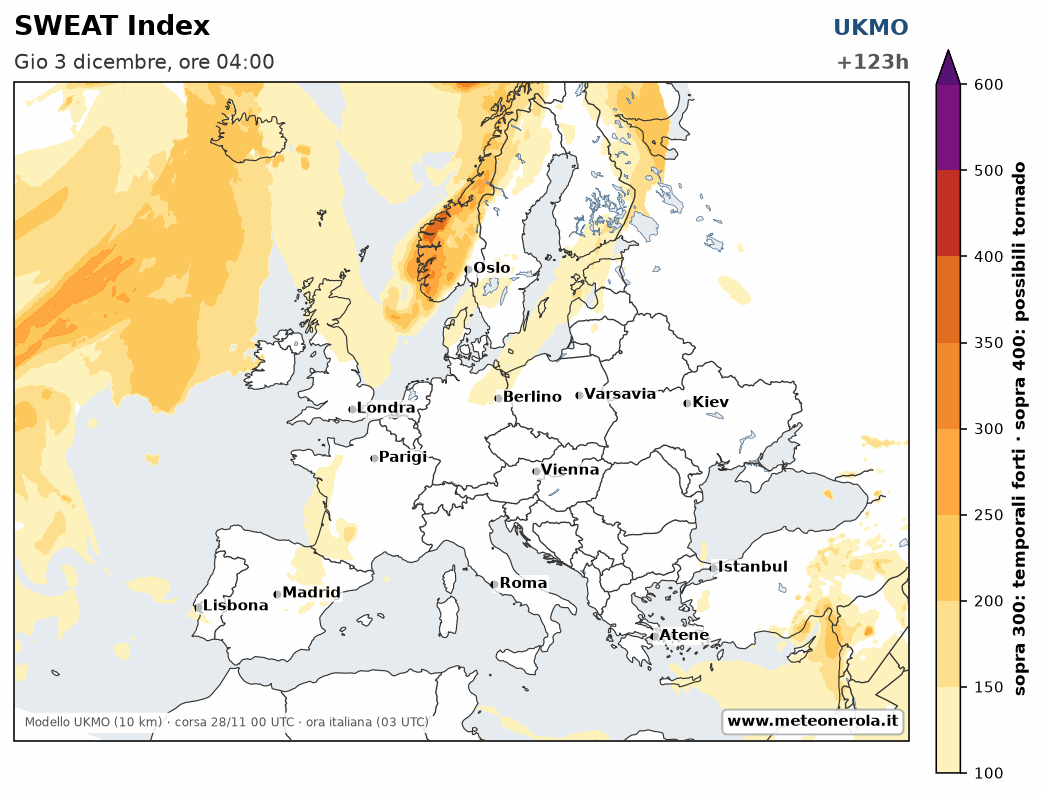 SWEAT Index
UKMO
Gio 3 dicembre, ore 04:00
+123h
600
500
400
350
300
250
200
150
100
sopra 300: temporali forti · sopra 400: possibili tornado
Oslo
Londra
Berlino
Varsavia
Kiev
Parigi
Vienna
Istanbul
Roma
Madrid
Lisbona
Atene
Modello UKMO (10 km) · corsa 28/11 00 UTC · ora italiana (03 UTC)
www.meteonerola.it